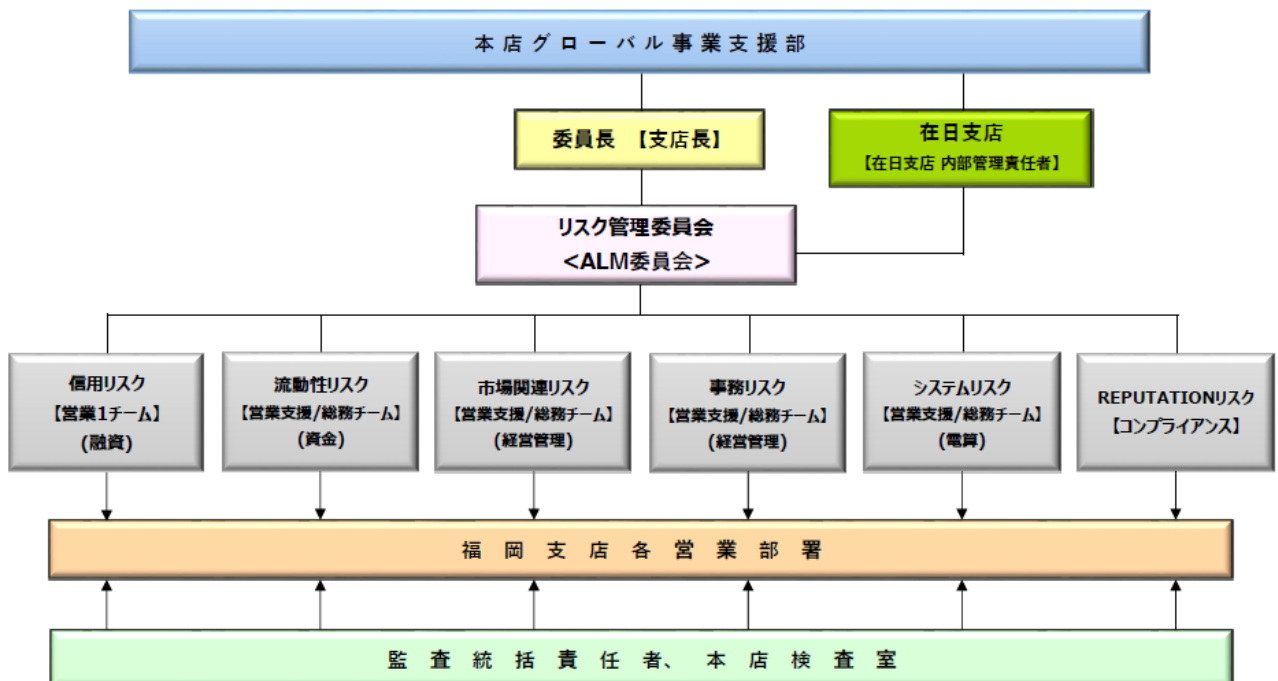 本店グローバル事業支援部
委員長 【支店長】
在日支店
【在日支店 内部管理責任者】
リスク管理委員会
<ALM委員会>
信用リスク
【営業1チーム】
(融資)
流動性リスク
【営業支援/総務チーム】
(資金)
市場関連リスク
【営業支援/総務チーム】
(経営管理)
事務リスク
【営業支援/総務チーム】
(経営管理)
システムリスク
【営業支援/総務チーム】
(電算)
REPUTATIONリスク
【コンプライアンス】
福岡支店各営業部署
監査統括責任者、本店検査室